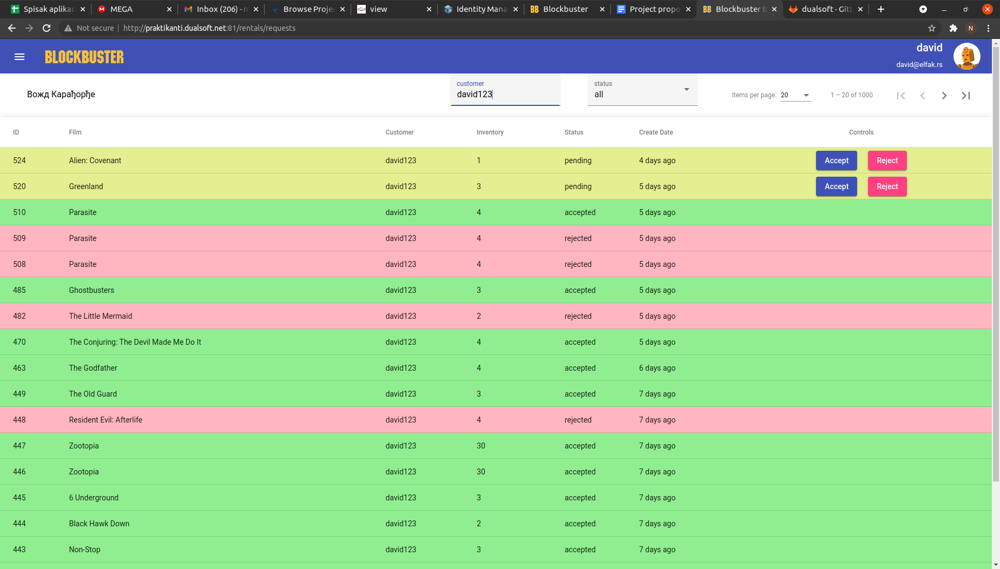 Spisak aplikac
MEGA
Inbox (206) - n
Browse Projec
view
Identity Mana
Blockbuster
Project propo
Blockbuster B
dualsoft · GitL
Not secure
http://praktikanti.dualsoft.net:81/rentals/requests
N
BLOCKBUSTER
david
david@elfak.rs
Вожд Карађорђе
customer
david123
status
all
Items per page: 20
1 – 20 of 1000
ID Film Customer Inventory Status Create Date Controls
524 Alien: Covenant david123 1 pending 4 days ago Accept Reject
520 Greenland david123 3 pending 5 days ago Accept Reject
510 Parasite david123 4 accepted 5 days ago
509 Parasite david123 4 rejected 5 days ago
508 Parasite david123 4 rejected 5 days ago
485 Ghostbusters david123 3 accepted 5 days ago
482 The Little Mermaid david123 2 rejected 5 days ago
470 The Conjuring: The Devil Made Me Do It david123 4 accepted 5 days ago
463 The Godfather david123 4 accepted 6 days ago
449 The Old Guard david123 3 accepted 7 days ago
448 Resident Evil: Afterlife david123 4 rejected 7 days ago
447 Zootopia david123 30 accepted 7 days ago
446 Zootopia david123 30 accepted 7 days ago
445 6 Underground david123 3 accepted 7 days ago
444 Black Hawk Down david123 2 accepted 7 days ago
443 Non-Stop david123 3 accepted 7 days ago